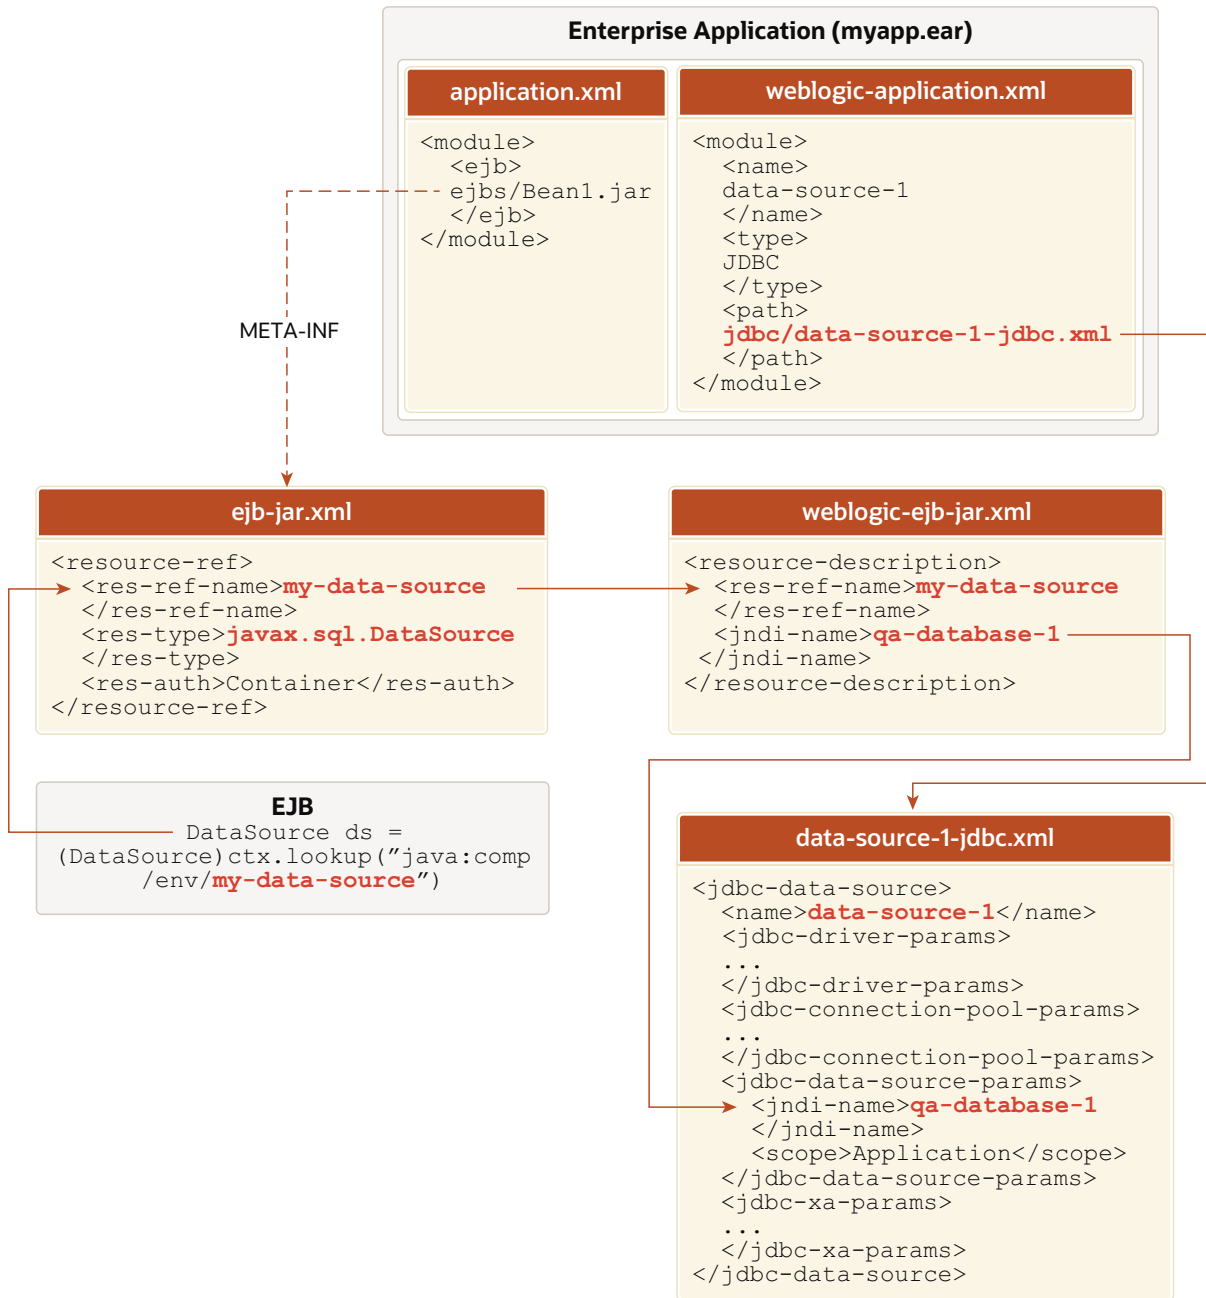 Enterprise Application (myapp.ear)
application.xml
<module>
<ejb>
ejbs/Bean1.jar
</ejb>
</module>
weblogic-application.xml
<module>
<name>
data-source-1
</name>
<type>
JDBC
</type>
<path>
jdbc/data-source-1-jdbc.xml
</path>
</module>
META-INF
ejb-jar.xml
<resource-ref>
<res-ref-name>my-data-source
</res-ref-name>
<res-type>javax.sql.DataSource
</res-type>
<res-auth>Container</res-auth>
</resource-ref>
weblogic-ejb-jar.xml
<resource-description>
<res-ref-name>my-data-source
</res-ref-name>
<jndi-name>qa-database-1
</jndi-name>
</resource-description>
EJB
DataSource ds =
(DataSource)ctx.lookup(”java:comp
/env/my-data-source”)
data-source-1-jdbc.xml
<jdbc-data-source>
<name>data-source-1</name>
<jdbc-driver-params>
...
</jdbc-driver-params>
<jdbc-connection-pool-params>
...
</jdbc-connection-pool-params>
<jdbc-data-source-params>
<jndi-name>qa-database-1
</jndi-name>
<scope>Application</scope>
</jdbc-data-source-params>
<jdbc-xa-params>
...
</jdbc-xa-params>
</jdbc-data-source>